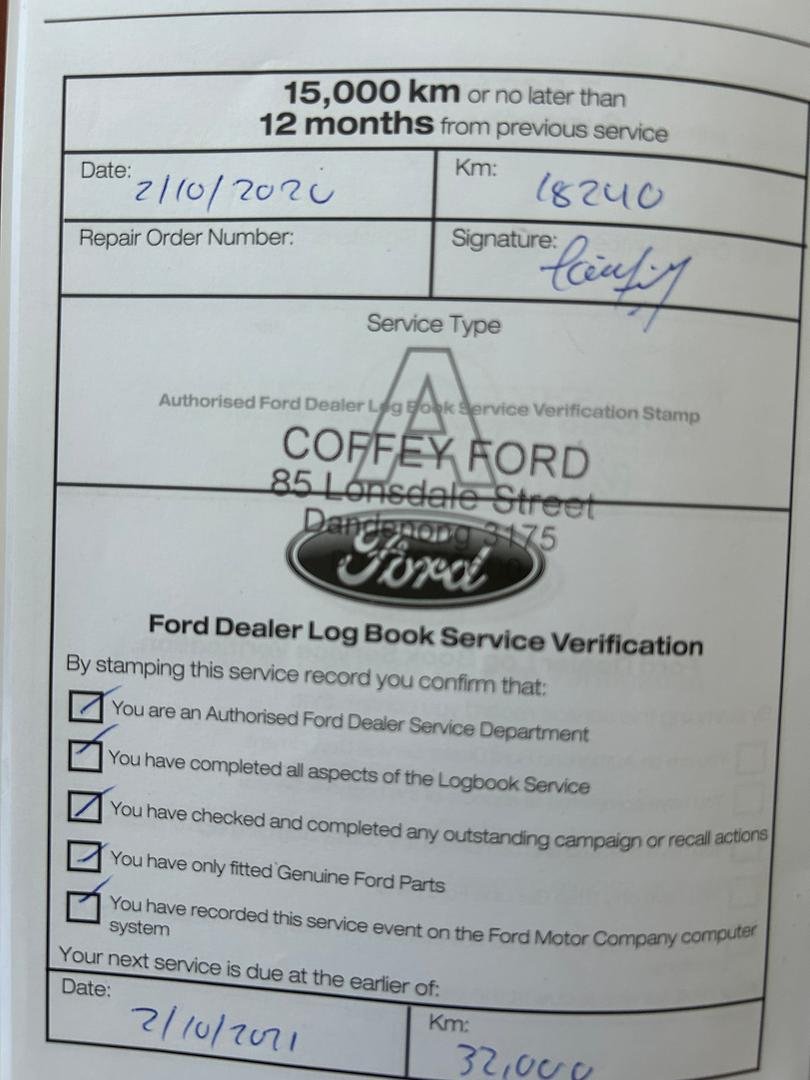 15,000 km or no later than
12 months from previous service
Date: 2/10/2020
Km: 18240
Repair Order Number:
Signature:
Service Type
A
Authorised Ford Dealer Log Book Service Verification Stamp
COFFEY FORD
85 Lonsdale Street
Dandenong 3175
Ford
Ford Dealer Log Book Service Verification
By stamping this service record you confirm that:
You are an Authorised Ford Dealer Service Department
You have completed all aspects of the Logbook Service
You have checked and completed any outstanding campaign or recall actions
You have only fitted Genuine Ford Parts
You have recorded this service event on the Ford Motor Company computer
system
Your next service is due at the earlier of:
Date: 2/10/2021
Km: 32,000